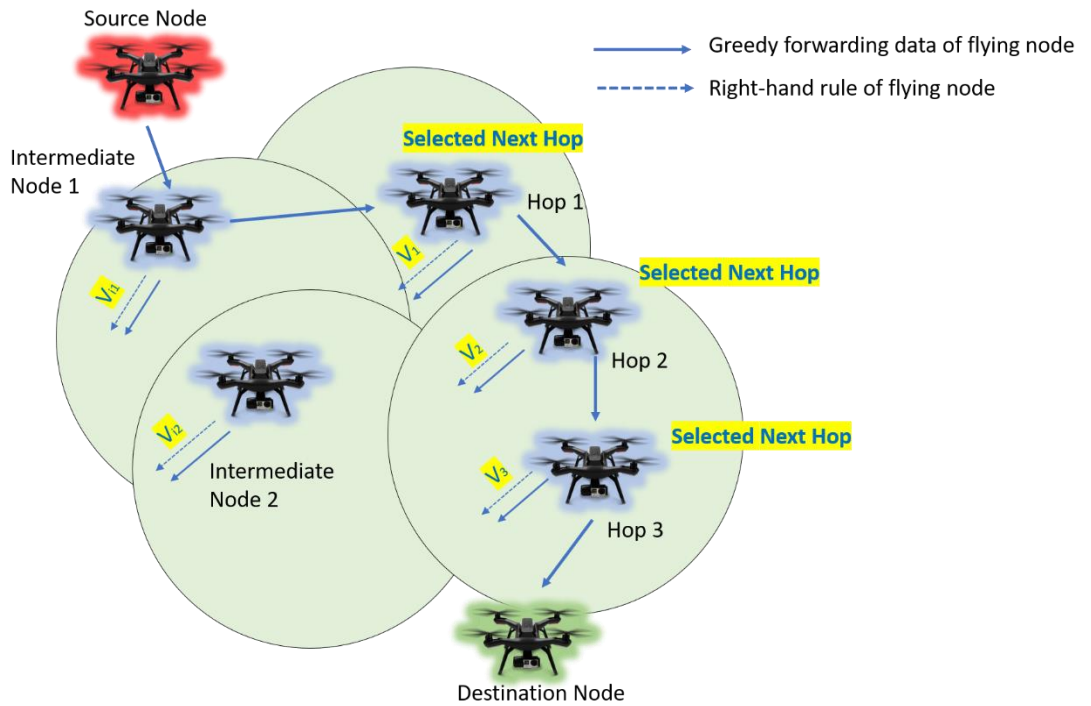 Source Node
Greedy forwarding data of flying node
Right-hand rule of flying node
Selected Next Hop
Intermediate
Node 1
Hop 1
V1
Vi1
Selected Next Hop
V2
Hop 2
Vi2
Selected Next Hop
Intermediate
Node 2
V3
Hop 3
Destination Node